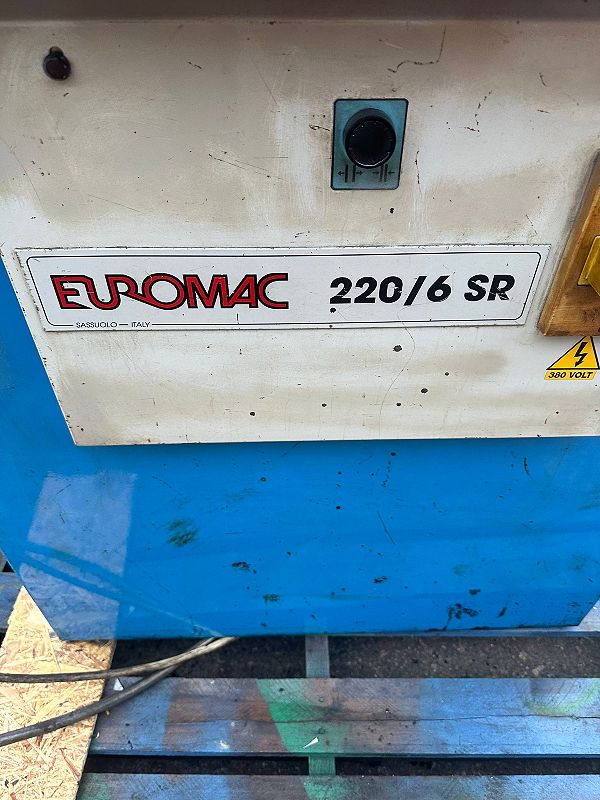 EUROMAC 220/6 SR
SASSUOLO — ITALY
380 VOLT